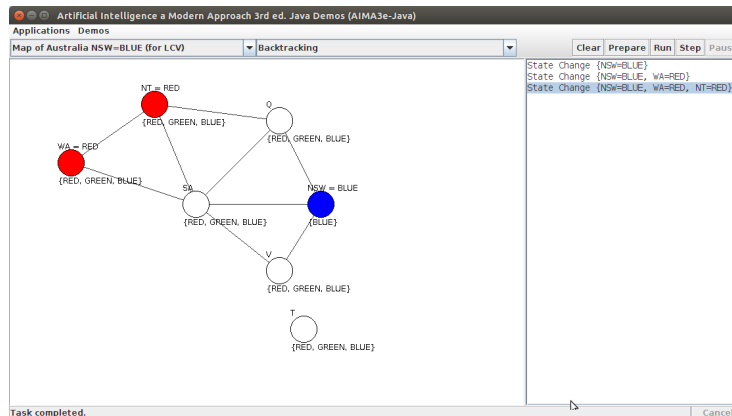 Artificial Intelligence a Modern Approach 3rd ed. Java Demos (AIMA3e-Java)
Applications Demos
Map of Australia NSW=BLUE (for LCV) Backtracking Clear Prepare Run Step Paus
State Change {NSW=BLUE}
State Change {NSW=BLUE, WA=RED}
State Change {NSW=BLUE, WA=RED, NT=RED}
NT = RED
{RED, GREEN, BLUE}
Q
{RED, GREEN, BLUE}
WA = RED
{RED, GREEN, BLUE}
SA
{RED, GREEN, BLUE}
NSW = BLUE
{BLUE}
V
{RED, GREEN, BLUE}
T
{RED, GREEN, BLUE}
Task completed. Cancel